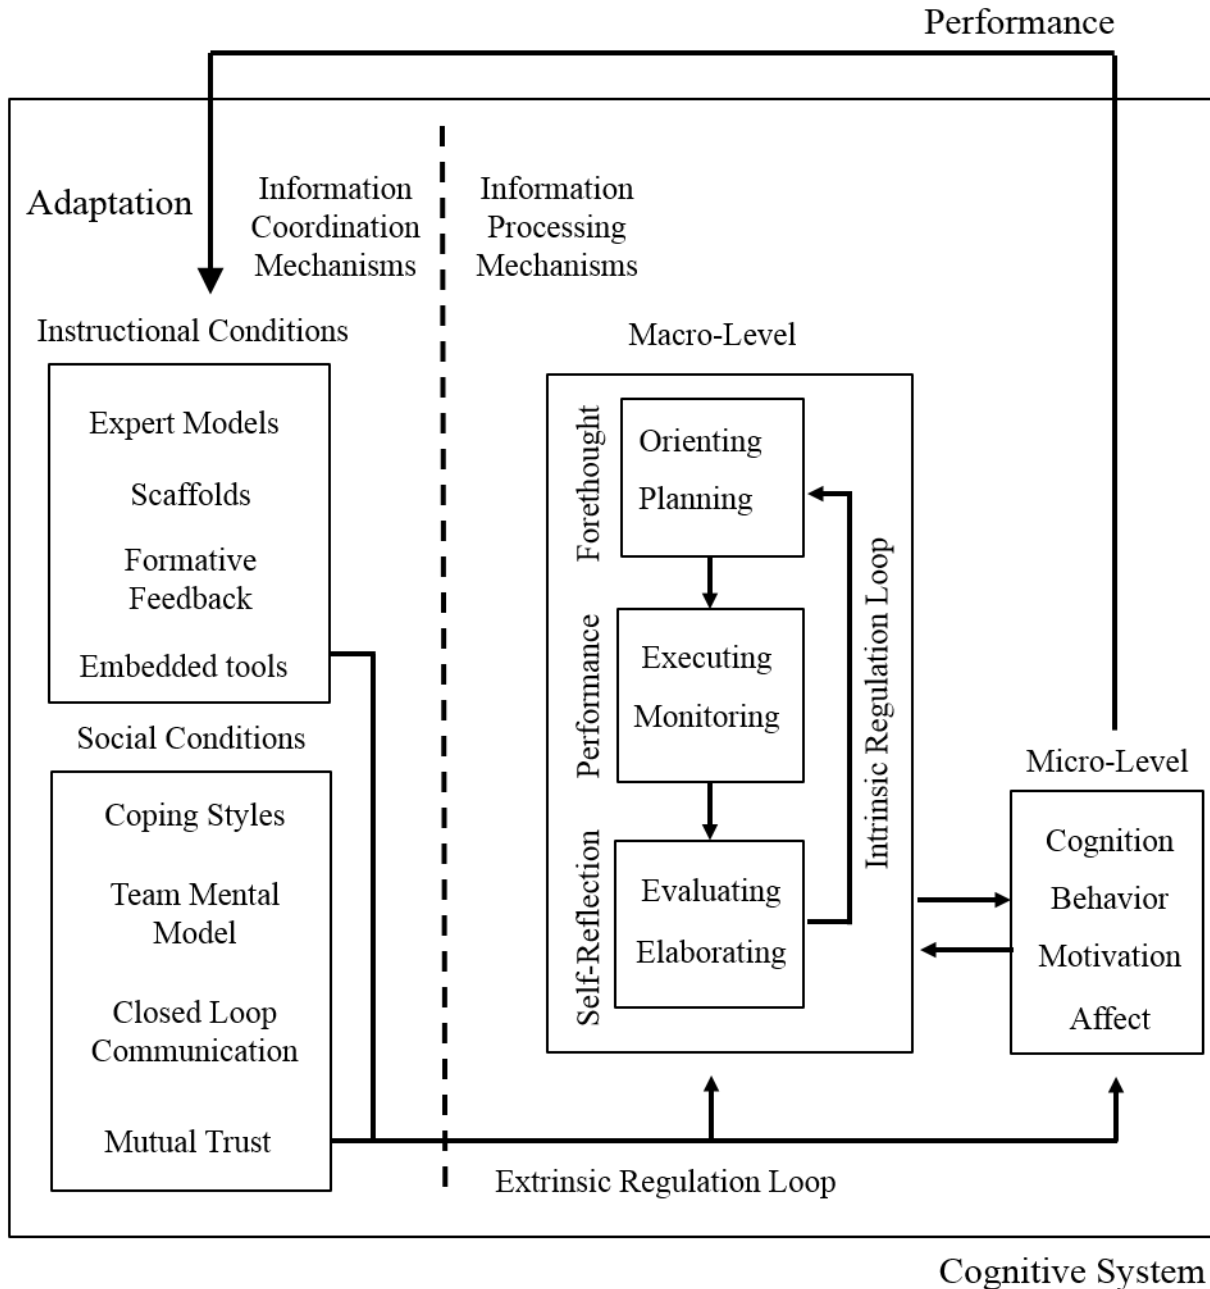 Performance
Adaptation
Information
Coordination
Mechanisms
Information
Processing
Mechanisms
Instructional Conditions
Expert Models
Scaffolds
Formative
Feedback
Embedded tools
Social Conditions
Coping Styles
Team Mental
Model
Closed Loop
Communication
Mutual Trust
Macro-Level
Forethought
Orienting
Planning
Performance
Executing
Monitoring
Self-Reflection
Evaluating
Elaborating
Intrinsic Regulation Loop
Micro-Level
Cognition
Behavior
Motivation
Affect
Extrinsic Regulation Loop
Cognitive System